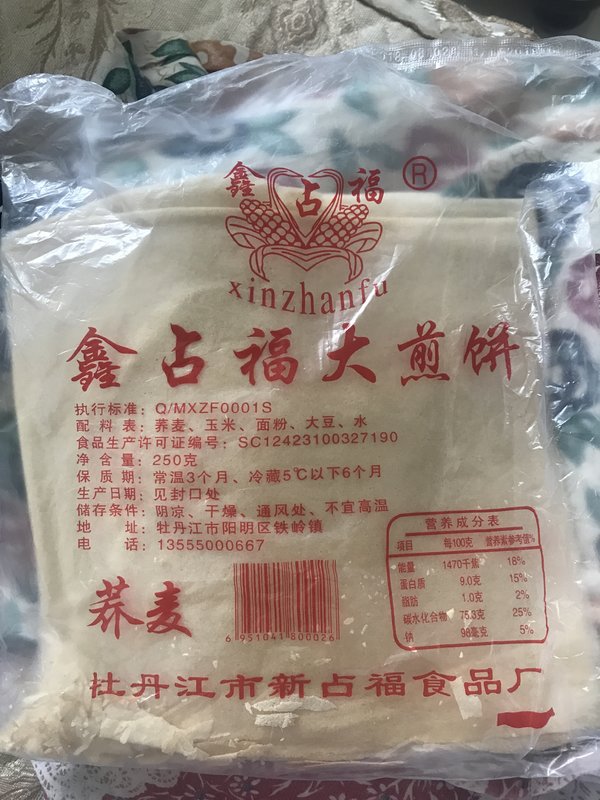 鑫占福®
xinzhanfu
鑫占福大煎饼
执行标准：Q/MXZF0001S
配料表：荞麦、玉米、面粉、大豆、水
食品生产许可证编号：SC12423100327190
净含量：250克
保质期：常温3个月、冷藏5℃以下6个月
生产日期：见封口处
储存条件：阴凉、干燥、通风处、不宜高温
地址：牡丹江市阳明区铁岭镇
电话：13555000667
营养成分表
项目 每100克 营养素参考值%
能量 1470千焦 18%
蛋白质 9.0克 15%
脂肪 1.0克 2%
碳水化合物 75.3克 25%
钠 98毫克 5%
荞麦
6951041800026
牡丹江市新占福食品厂